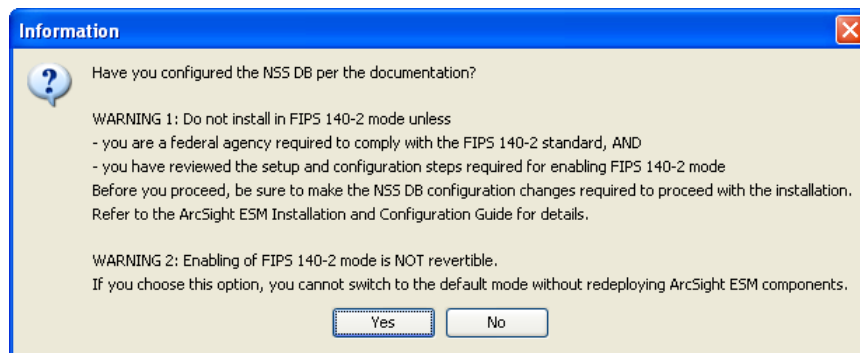 Information
Have you configured the NSS DB per the documentation?
WARNING 1: Do not install in FIPS 140-2 mode unless
- you are a federal agency required to comply with the FIPS 140-2 standard, AND
- you have reviewed the setup and configuration steps required for enabling FIPS 140-2 mode
Before you proceed, be sure to make the NSS DB configuration changes required to proceed with the installation.
Refer to the ArcSight ESM Installation and Configuration Guide for details.
WARNING 2: Enabling of FIPS 140-2 mode is NOT revertible.
If you choose this option, you cannot switch to the default mode without redeploying ArcSight ESM components.
Yes No